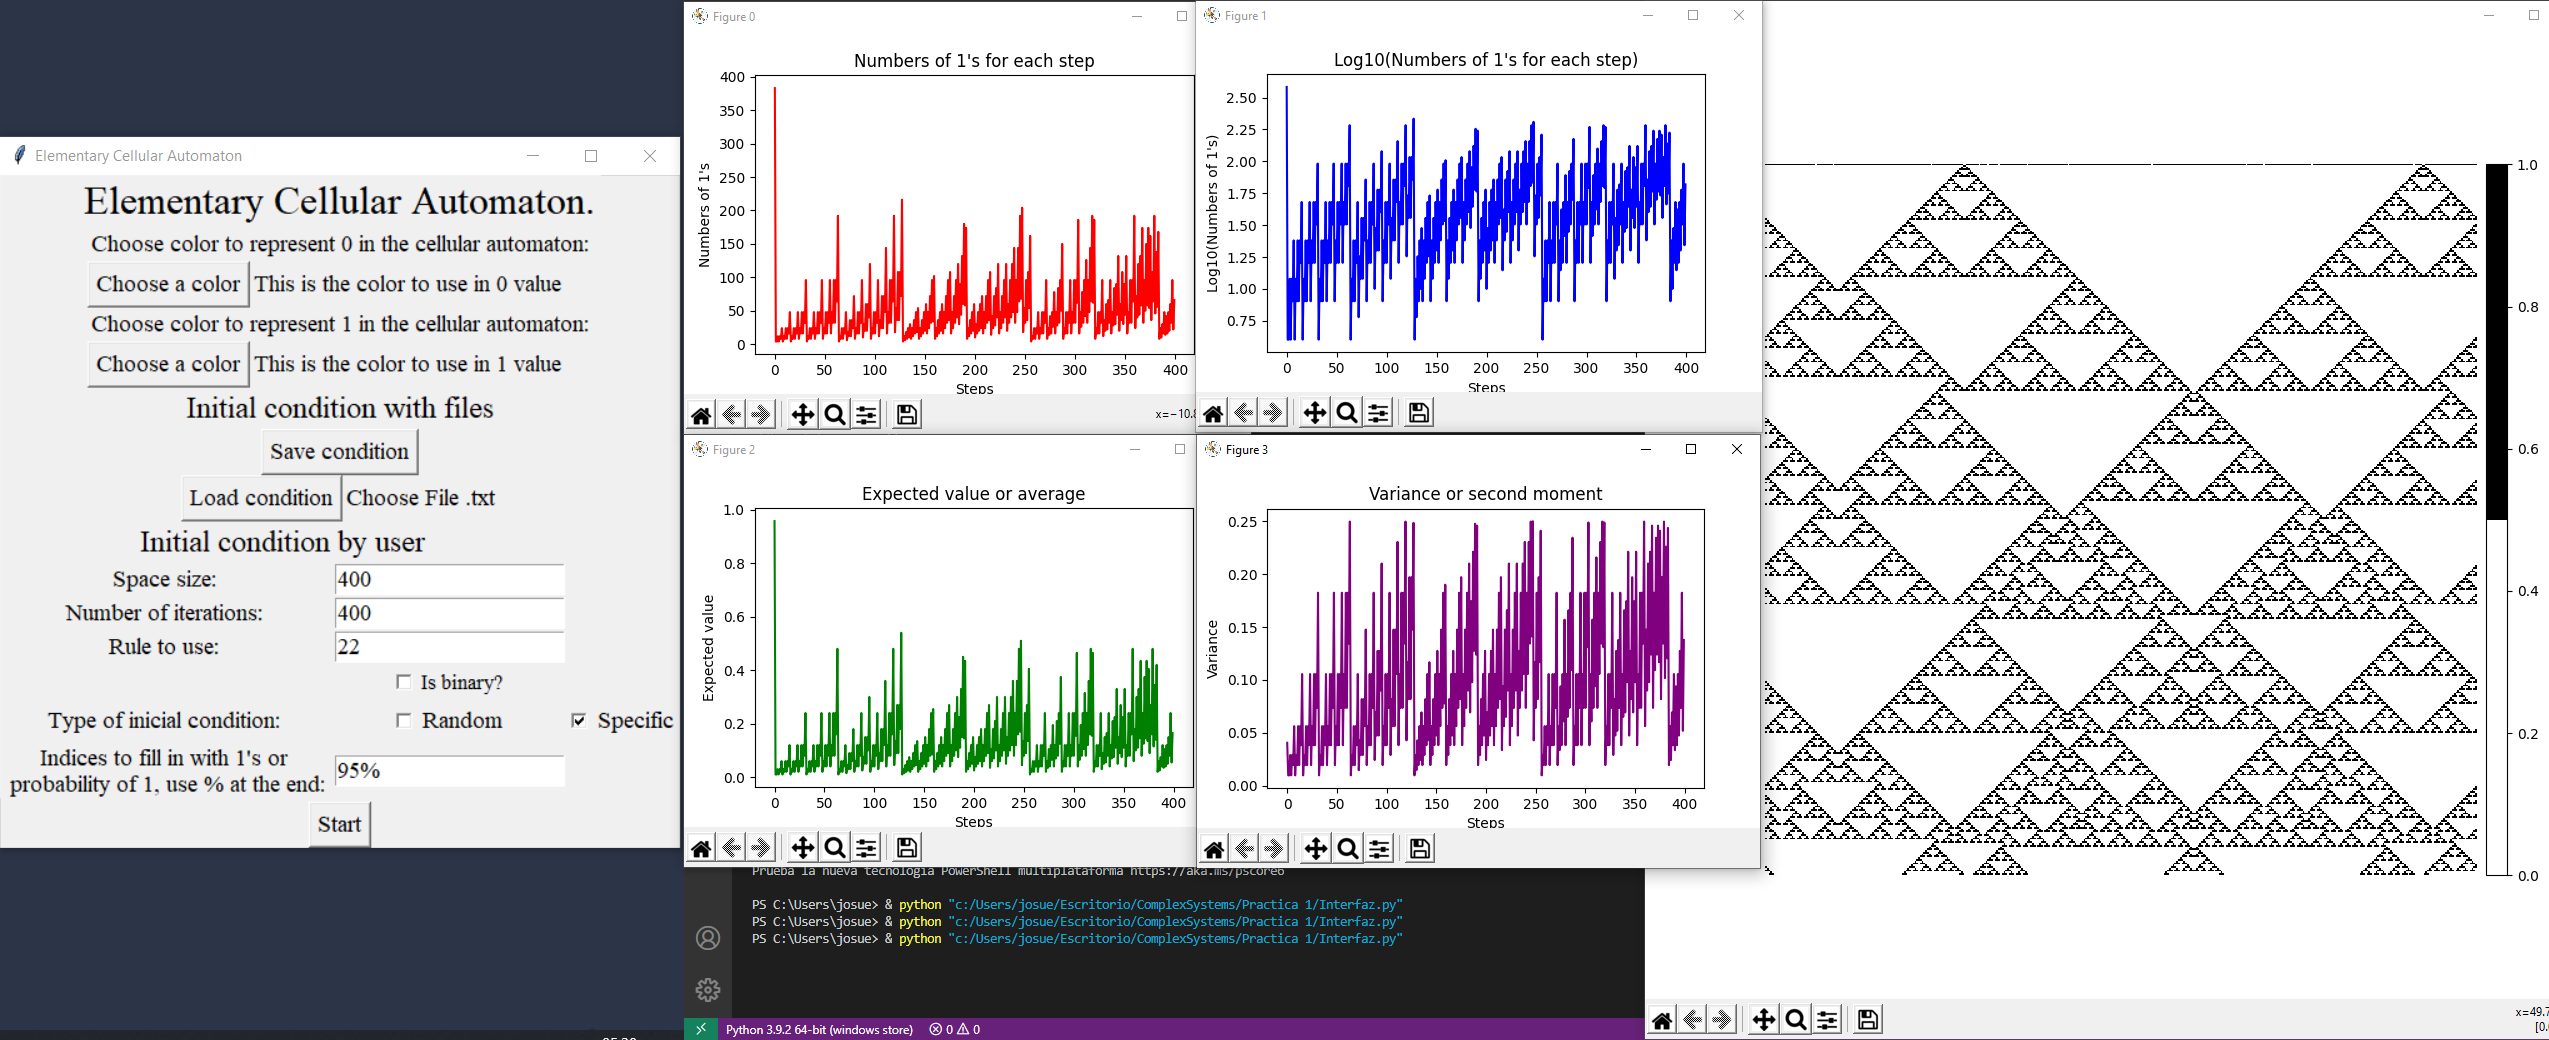 Elementary Cellular Automaton
Elementary Cellular Automaton.
Choose color to represent 0 in the cellular automaton:
Choose a color This is the color to use in 0 value
Choose color to represent 1 in the cellular automaton:
Choose a color This is the color to use in 1 value
Initial condition with files
Save condition
Load condition Choose File .txt
Initial condition by user
Space size: 400
Number of iterations: 400
Rule to use: 22
Is binary?
Type of inicial condition: Random Specific
Indices to fill in with 1's or
probability of 1, use % at the end: 95%
Start
Figure 0
Numbers of 1's for each step
Numbers of 1's
400
350
300
250
200
150
100
50
0
0 50 100 150 200 250 300 350 400
Steps
x=−10.8
Figure 1
Log10(Numbers of 1's for each step)
Log10(Numbers of 1's)
2.50
2.25
2.00
1.75
1.50
1.25
1.00
0.75
0 50 100 150 200 250 300 350 400
Steps
Figure 2
Expected value or average
Expected value
1.0
0.8
0.6
0.4
0.2
0.0
0 50 100 150 200 250 300 350 400
Steps
Figure 3
Variance or second moment
Variance
0.25
0.20
0.15
0.10
0.05
0.00
0 50 100 150 200 250 300 350 400
Steps
1.0
0.8
0.6
0.4
0.2
0.0
x=49.7
[0.
Prueba la nueva tecnología PowerShell multiplataforma https://aka.ms/pscore6
PS C:\Users\josue> & python "c:/Users/josue/Escritorio/ComplexSystems/Practica 1/Interfaz.py"
PS C:\Users\josue> & python "c:/Users/josue/Escritorio/ComplexSystems/Practica 1/Interfaz.py"
PS C:\Users\josue> & python "c:/Users/josue/Escritorio/ComplexSystems/Practica 1/Interfaz.py"
Python 3.9.2 64-bit (windows store) 0 0